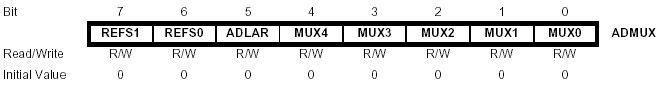 Bit 7 6 5 4 3 2 1 0
REFS1 REFS0 ADLAR MUX4 MUX3 MUX2 MUX1 MUX0 ADMUX
Read/Write R/W R/W R/W R/W R/W R/W R/W R/W
Initial Value 0 0 0 0 0 0 0 0